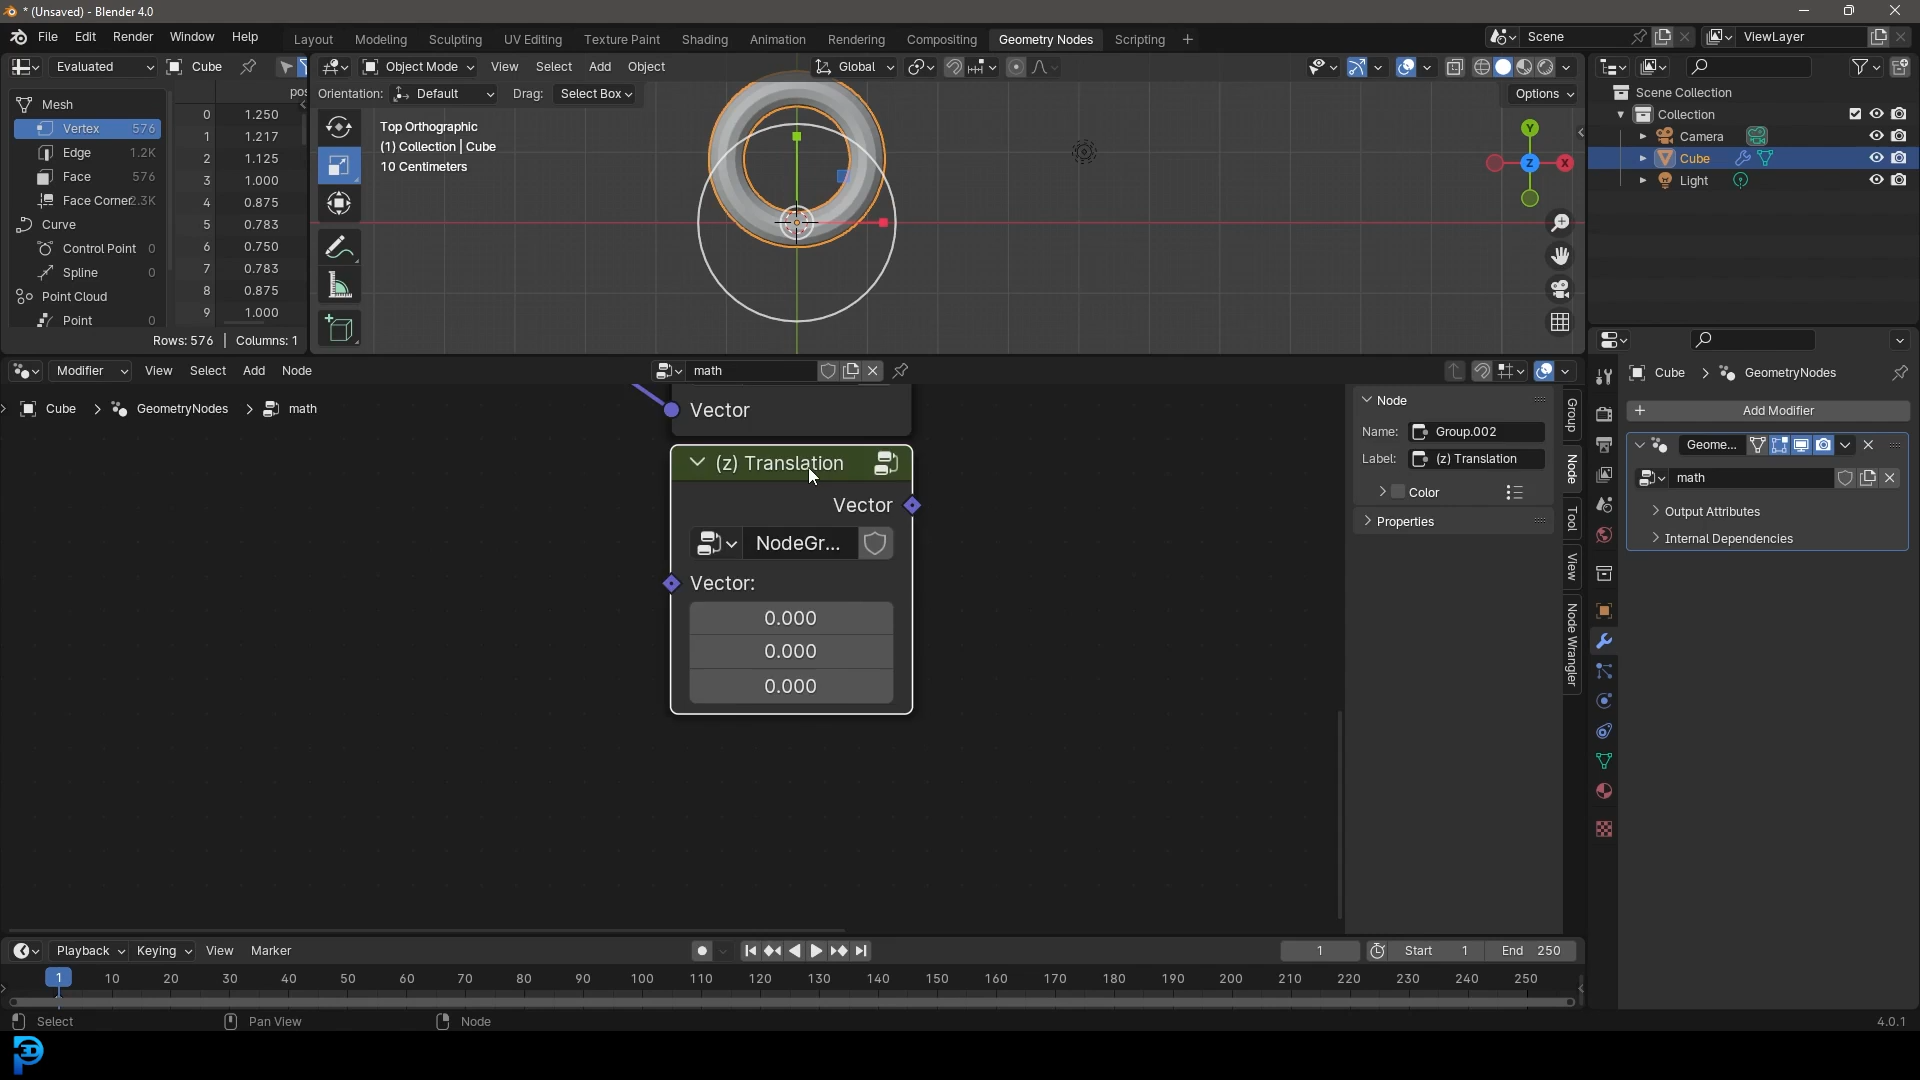 * (Unsaved) - Blender 4.0
File Edit Render Window Help
Layout Modeling Sculpting UV Editing Texture Paint Shading Animation Rendering Compositing Geometry Nodes Scripting +
Scene
ViewLayer
Evaluated
Cube
Mesh
Vertex 576
Edge 1.2K
Face 576
Face Corner 2.3K
Curve
Control Point 0
Spline 0
Point Cloud
Point 0
pos
0 1.250
1 1.217
2 1.125
3 1.000
4 0.875
5 0.783
6 0.750
7 0.783
8 0.875
9 1.000
Rows: 576 | Columns: 1
Object Mode View Select Add Object
Global
Orientation: Default Drag: Select Box
Options
Top Orthographic
(1) Collection | Cube
10 Centimeters
Y
Z
X
Scene Collection
Collection
Camera
Cube
Light
Modifier View Select Add Node
math
Cube > GeometryNodes > math
Vector
(z) Translation
Vector
NodeGr...
Vector:
0.000
0.000
0.000
Node
Name: Group.002
Label: (z) Translation
Color
Properties
Group
Node
Tool
View
Node Wrangler
Cube > GeometryNodes
+ Add Modifier
Geome...
math
Output Attributes
Internal Dependencies
Playback Keying View Marker
1
Start 1
End 250
1 10 20 30 40 50 60 70 80 90 100 110 120 130 140 150 160 170 180 190 200 210 220 230 240 250
Select
Pan View
Node
4.0.1